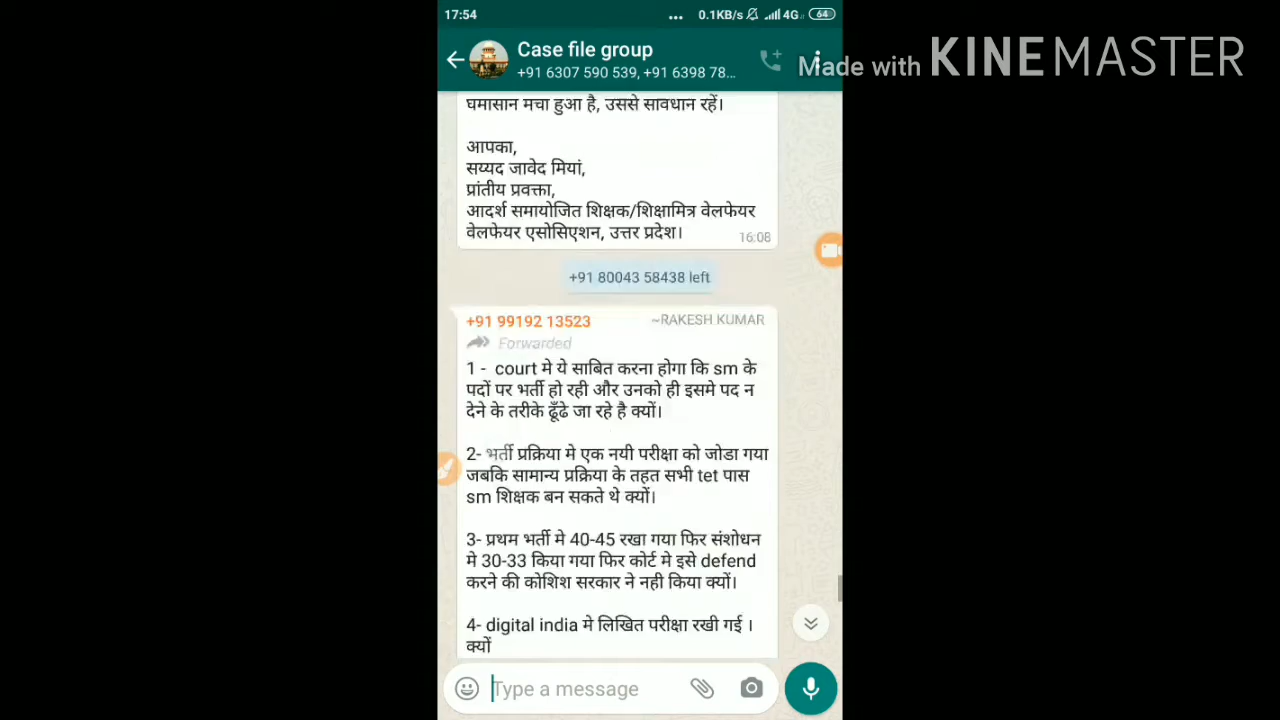 17:54
... 0.1KB/s 4G 64
Case file group
+91 6307 590 539, +91 6398 78...
Made with KINEMASTER
घमासान मचा हुआ है, उससे सावधान रहें।
आपका,
सय्यद जावेद मियां,
प्रांतीय प्रवक्ता,
आदर्श समायोजित शिक्षक/शिक्षामित्र वेलफेयर
वेलफेयर एसोसिएशन, उत्तर प्रदेश।
16:08
+91 80043 58438 left
+91 99192 13523 ~RAKESH KUMAR
Forwarded
1 - court मे ये साबित करना होगा कि sm के
पदों पर भर्ती हो रही और उनको ही इसमे पद न
देने के तरीके ढूँढे जा रहे है क्यों।
2- भर्ती प्रक्रिया मे एक नयी परीक्षा को जोडा गया
जबकि सामान्य प्रक्रिया के तहत सभी tet पास
sm शिक्षक बन सकते थे क्यों।
3- प्रथम भर्ती मे 40-45 रखा गया फिर संशोधन
मे 30-33 किया गया फिर कोर्ट मे इसे defend
करने की कोशिश सरकार ने नही किया क्यों।
4- digital india मे लिखित परीक्षा रखी गई ।
क्यों
Type a message